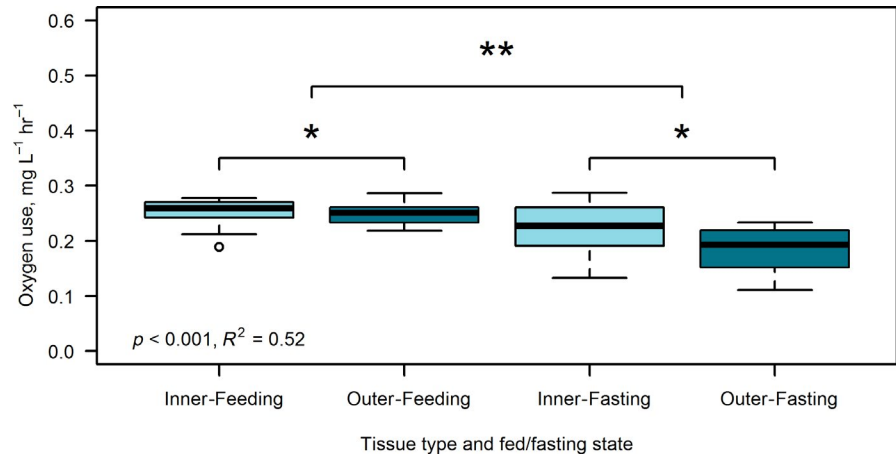 0.6
0.5
0.4
0.3
0.2
0.1
0.0
Oxygen use, mg L⁻¹ hr⁻¹
**
*
*
p < 0.001, R² = 0.52
Inner-Feeding
Outer-Feeding
Inner-Fasting
Outer-Fasting
Tissue type and fed/fasting state